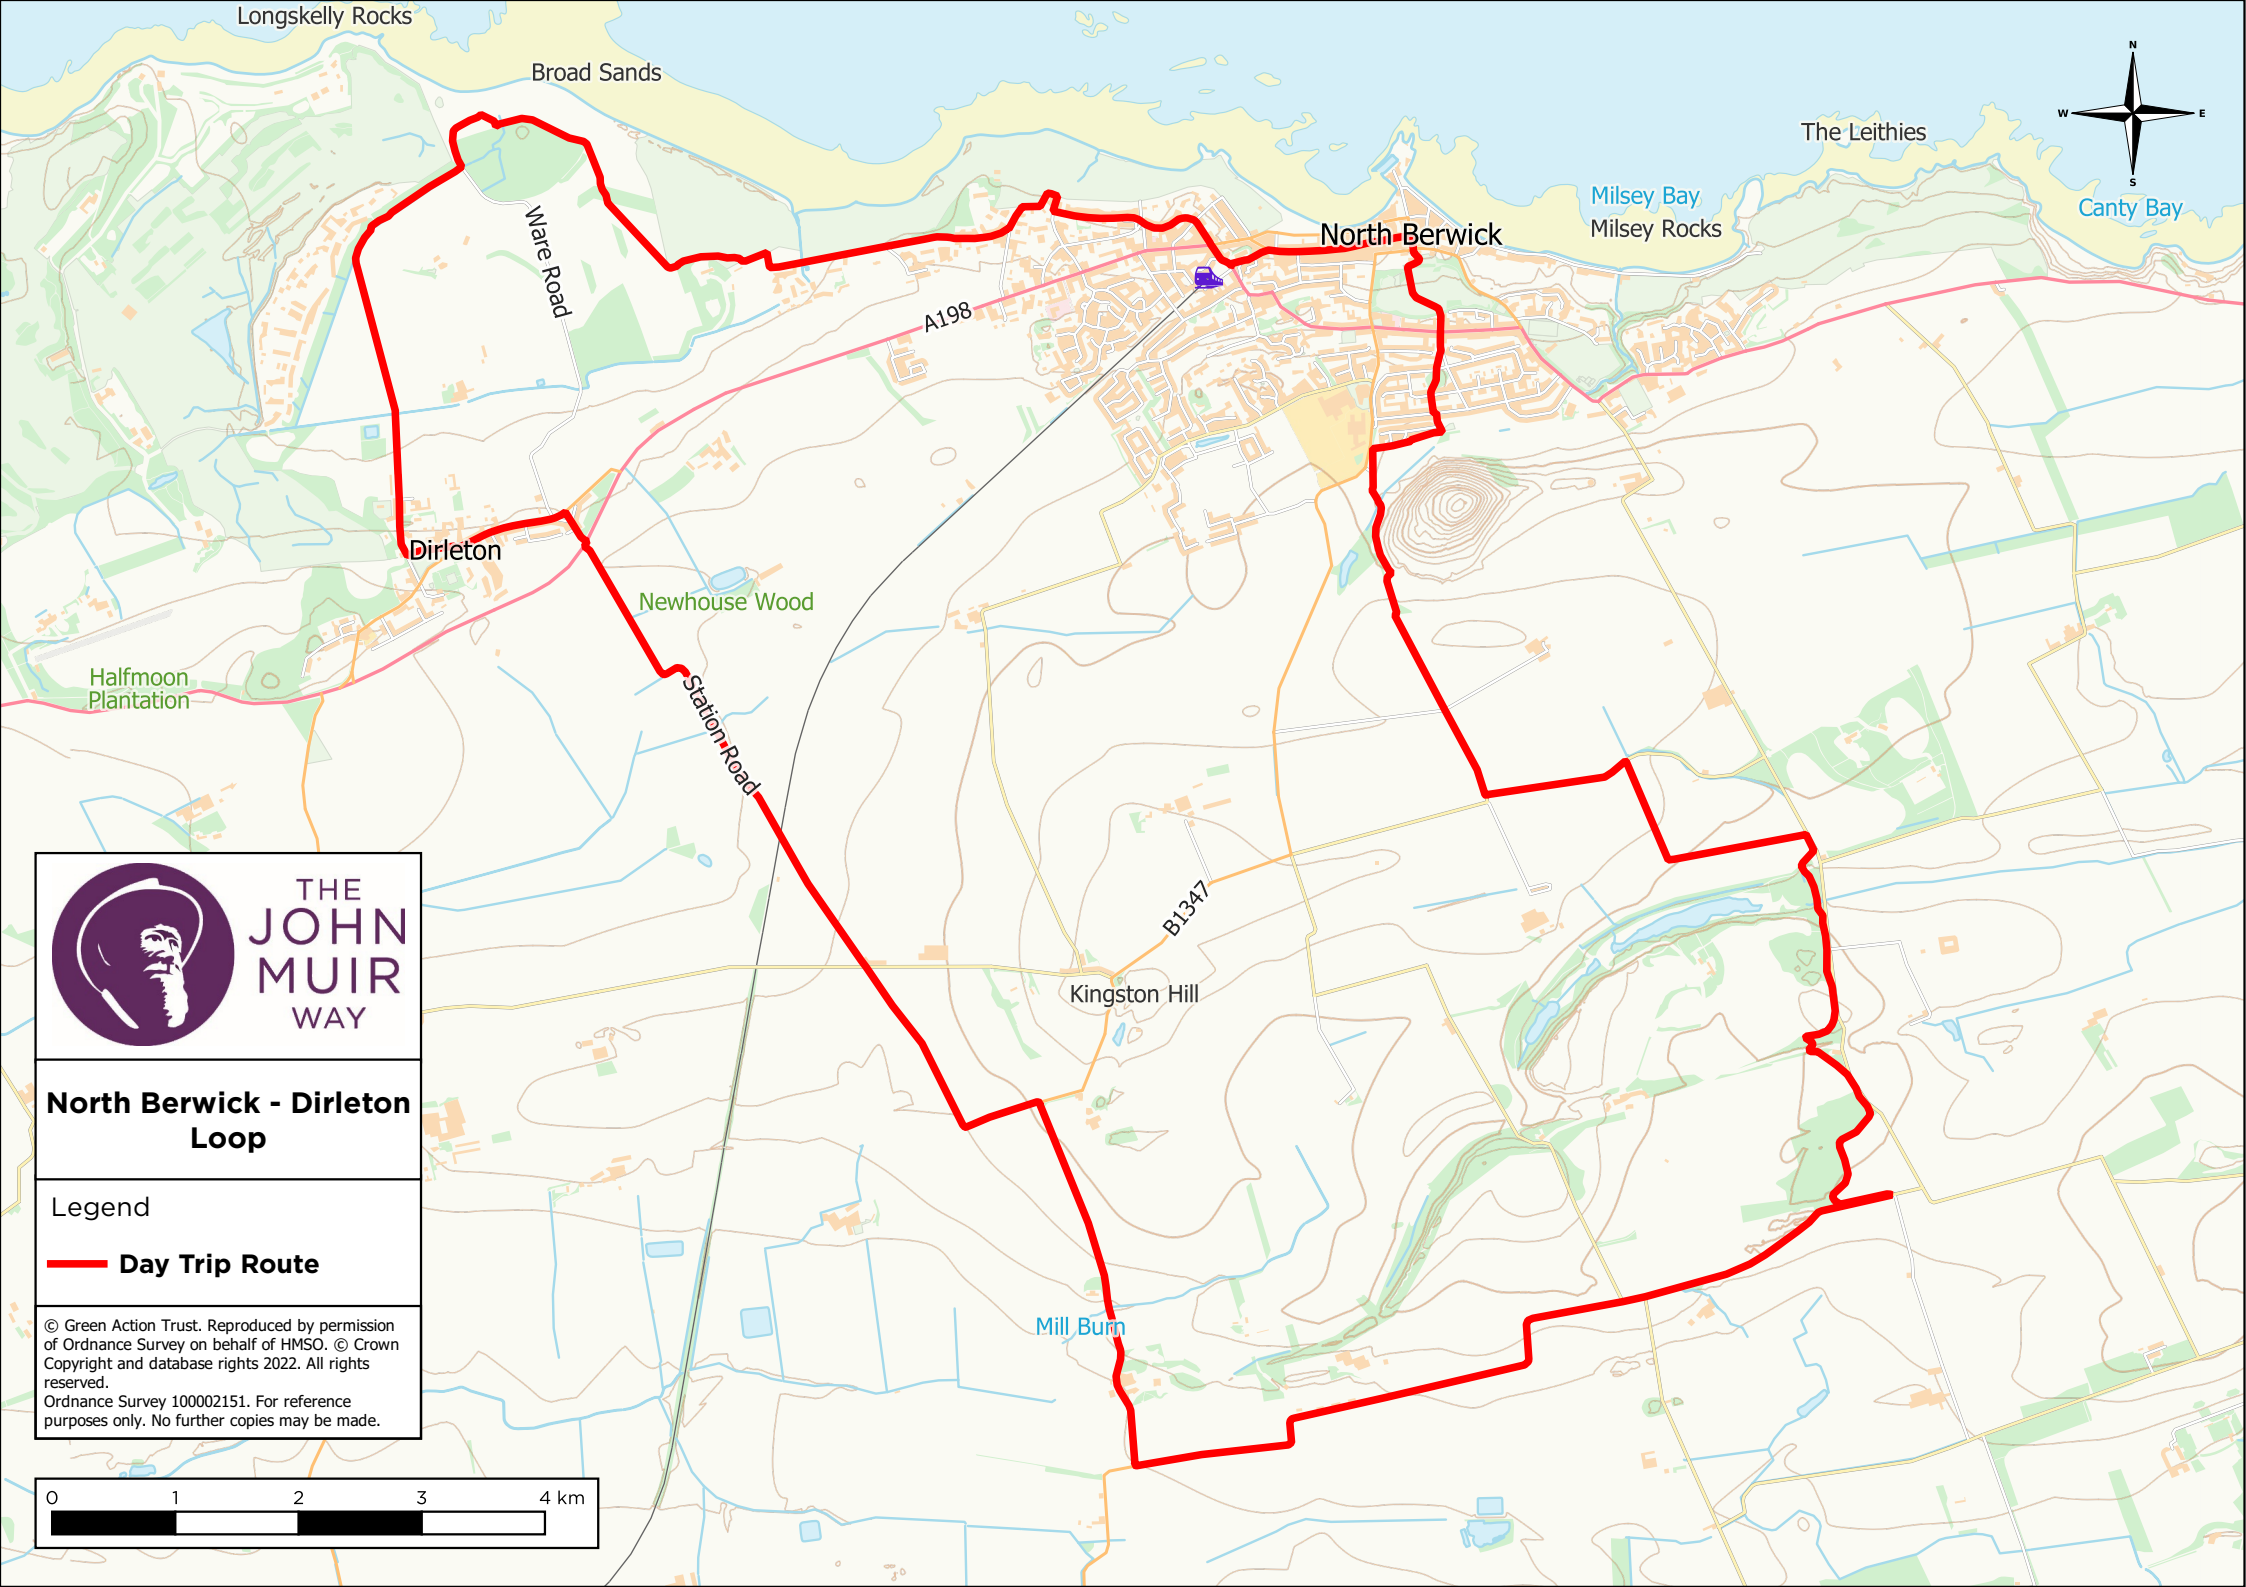 Longskelly Rocks
Broad Sands
N
W
E
S
The Leithies
Milsey Bay
Milsey Rocks
Canty Bay
North Berwick
Ware Road
A198
Dirleton
Newhouse Wood
Halfmoon
Plantation
Station Road
B1347
Kingston Hill
Mill Burn
THE
JOHN
MUIR
WAY
North Berwick - Dirleton
Loop
Legend
Day Trip Route
© Green Action Trust. Reproduced by permission
of Ordnance Survey on behalf of HMSO. © Crown
Copyright and database rights 2022. All rights
reserved.
Ordnance Survey 100002151. For reference
purposes only. No further copies may be made.
0 1 2 3 4 km